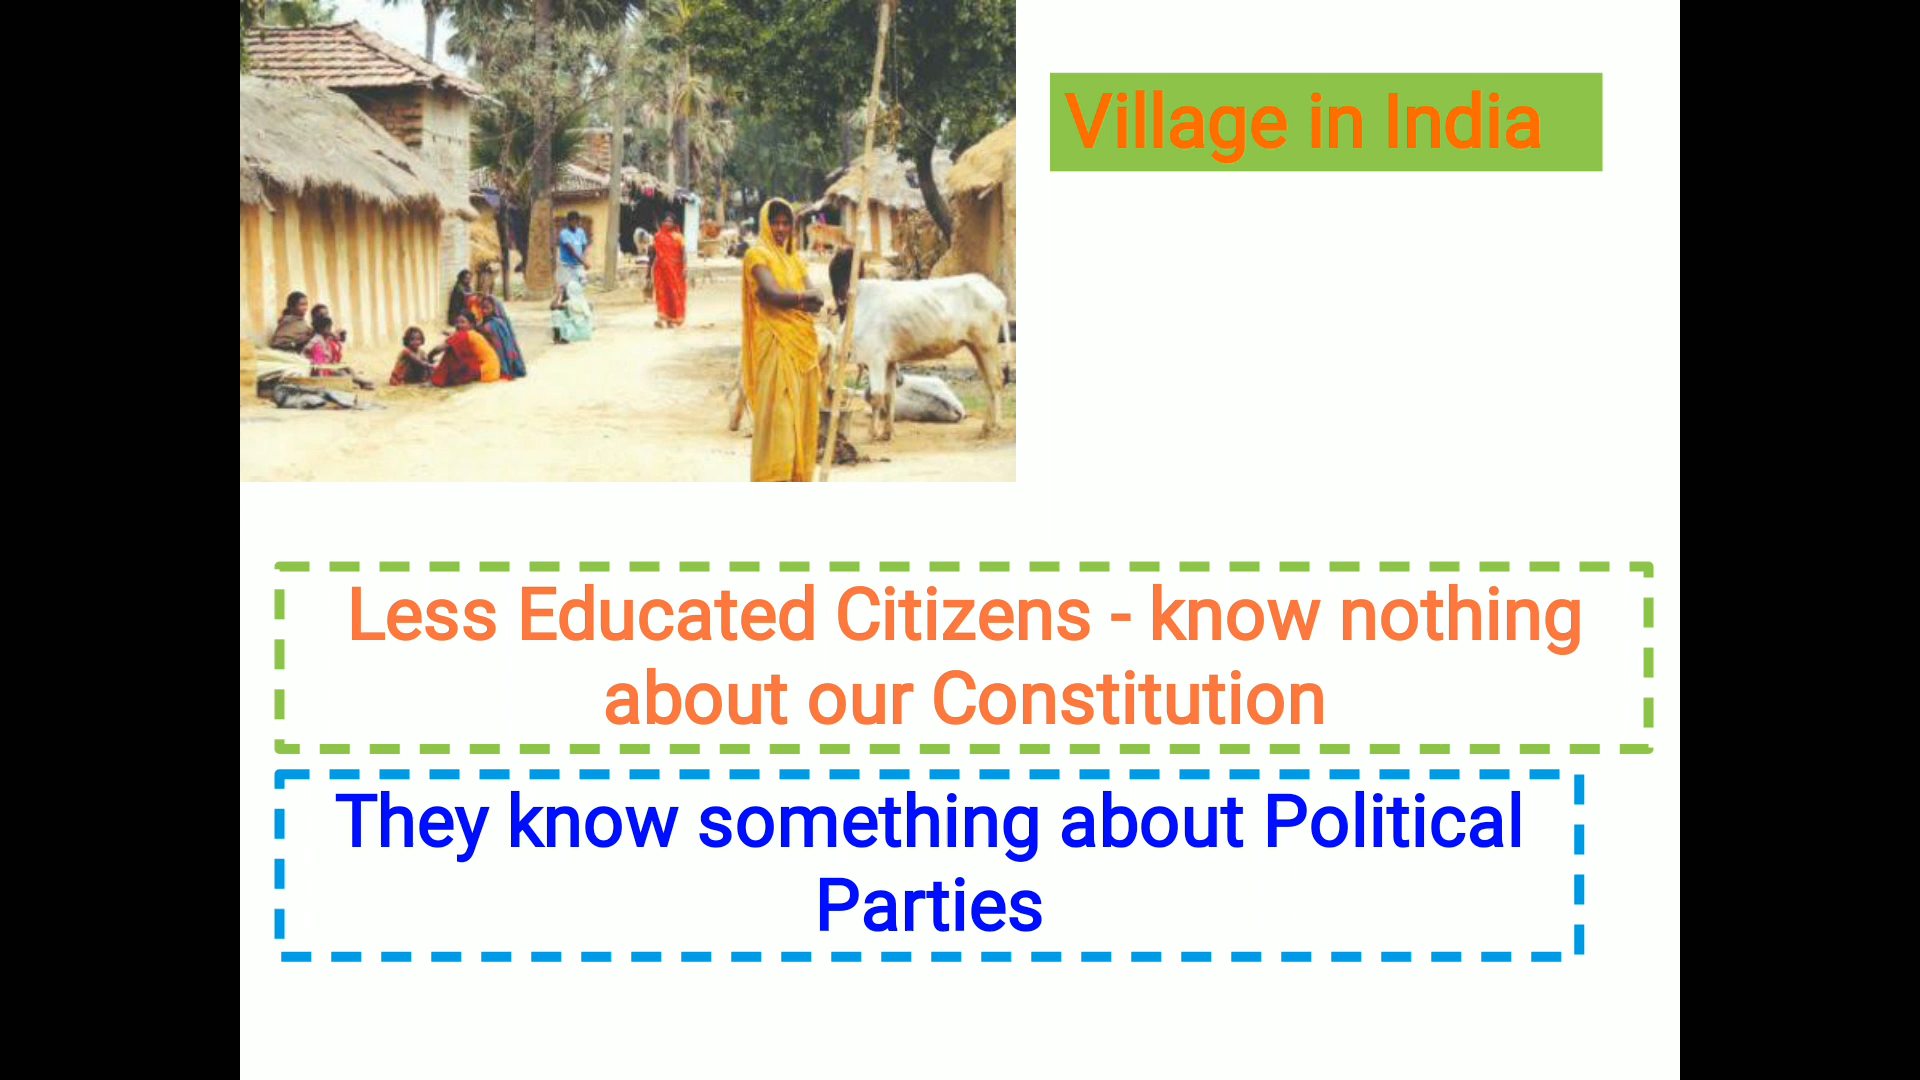 Village in India
Less Educated Citizens - know nothing
about our Constitution
They know something about Political
Parties